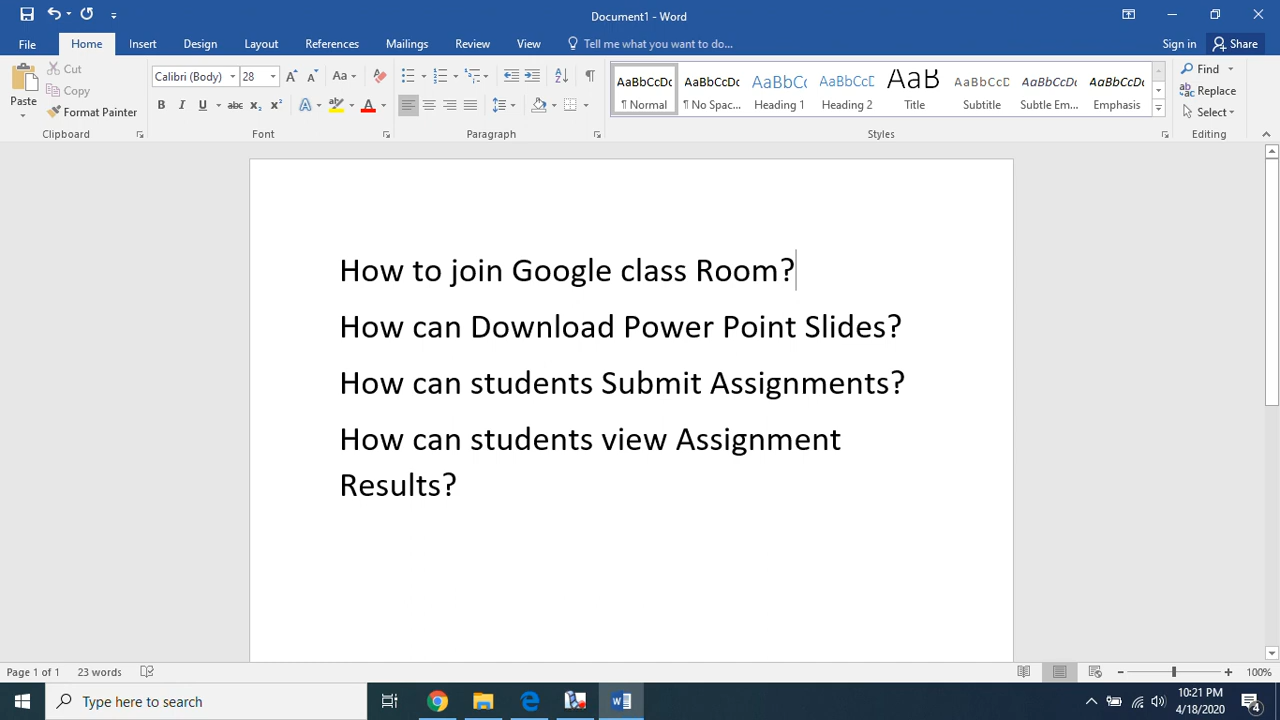 Document1 - Word
File Home Insert Design Layout References Mailings Review View Tell me what you want to do... Sign in Share
Paste Cut Copy Format Painter
Calibri (Body) 28
AaBbCcDc AaBbCcDc AaBbCc AaBbCcD AaB AaBbCcD AaBbCcDc AaBbCcDc
¶ Normal ¶ No Spac... Heading 1 Heading 2 Title Subtitle Subtle Em... Emphasis
Find
Replace
Select
Clipboard Font Paragraph Styles Editing
How to join Google class Room?
How can Download Power Point Slides?
How can students Submit Assignments?
How can students view Assignment
Results?
Page 1 of 1 23 words 100%
Type here to search
10:21 PM
4/18/2020
4